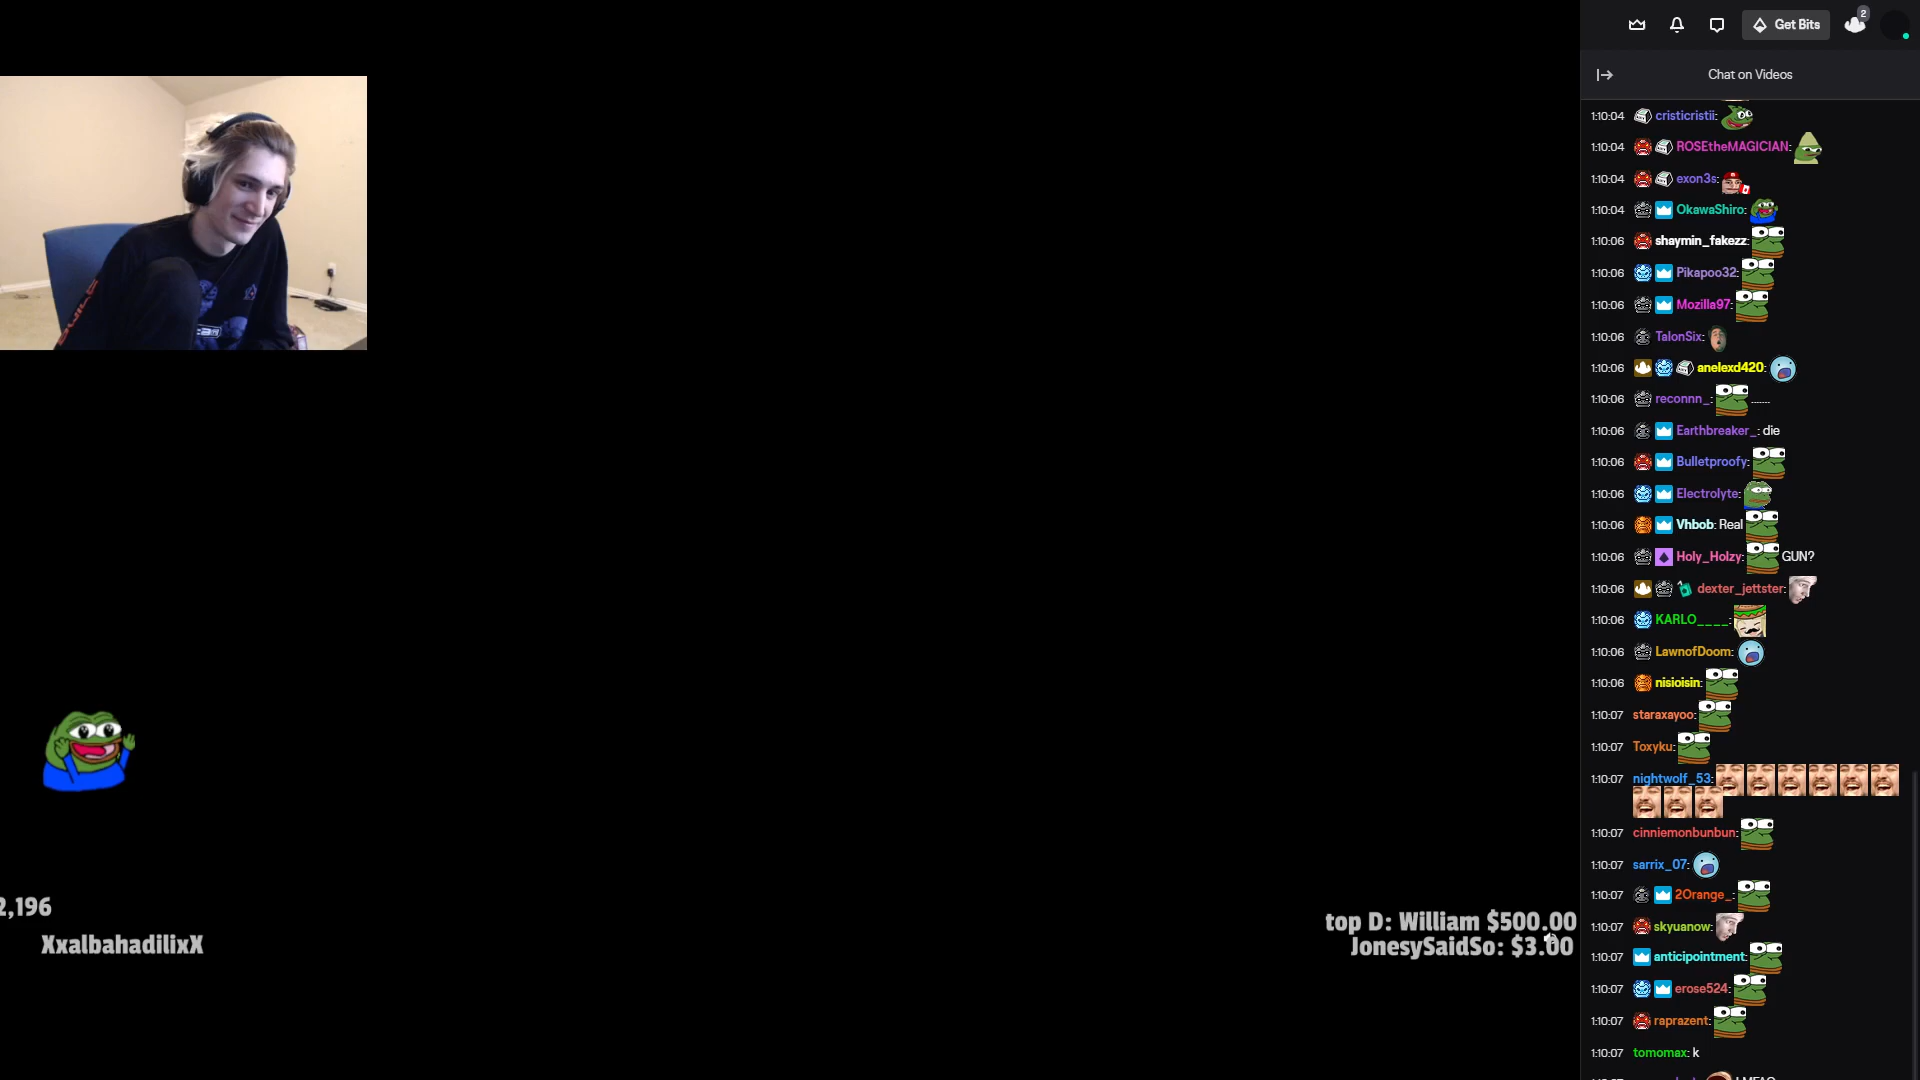 2
Get Bits
Chat on Videos
1:10:04 cristicristii:
1:10:04 ROSEtheMAGICIAN:
1:10:04 exon3s:
1:10:04 OkawaShiro:
1:10:06 shaymin_fakezz:
1:10:06 Pikapoo32:
1:10:06 Mozilla97:
1:10:06 TalonSix:
1:10:06 anelexd420:
1:10:06 reconnn_: .......
1:10:06 Earthbreaker_: die
1:10:06 Bulletproofy:
1:10:06 Electrolyte:
1:10:06 Vhbob: Real
1:10:06 Holy_Holzy: GUN?
1:10:06 dexter_jettster:
1:10:06 KARLO____:
1:10:06 LawnofDoom:
1:10:06 nisioisin:
1:10:07 staraxayoo:
1:10:07 Toxyku:
1:10:07 nightwolf_53:
1:10:07 cinniemonbunbun:
1:10:07 sarrix_07:
1:10:07 2Orange_:
1:10:07 skyuanow:
1:10:07 anticipointment:
1:10:07 erose524:
1:10:07 raprazent:
1:10:07 tomomax: k
2,196
XxalbahadilixX
top D: William $500.00
JonesySaidSo: $3.00